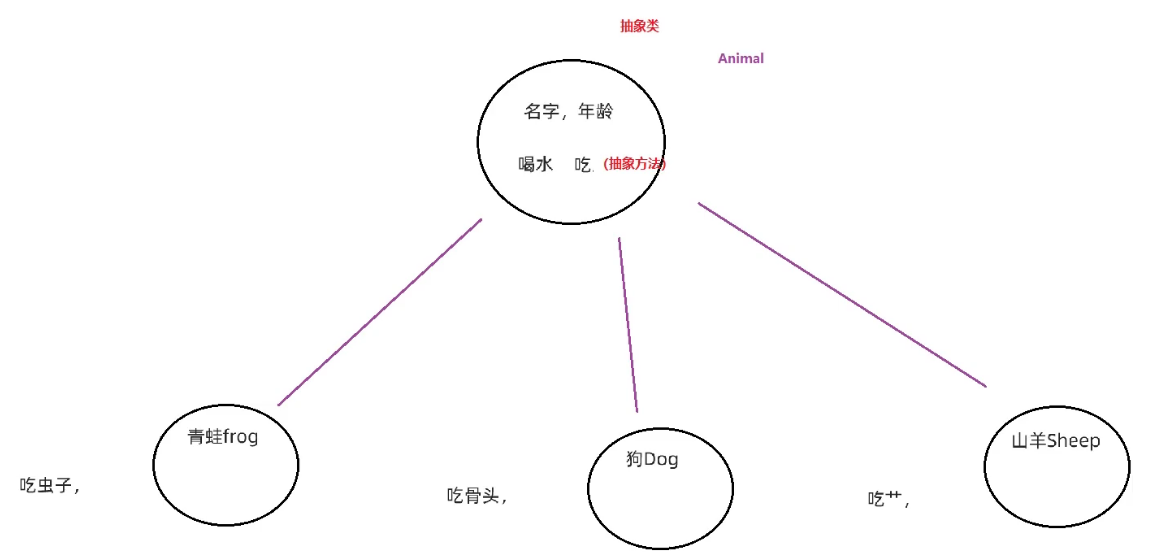 抽象类
Animal
名字，年龄
喝水 吃 (抽象方法)
青蛙frog
狗Dog
山羊Sheep
吃虫子，
吃骨头，
吃艹，